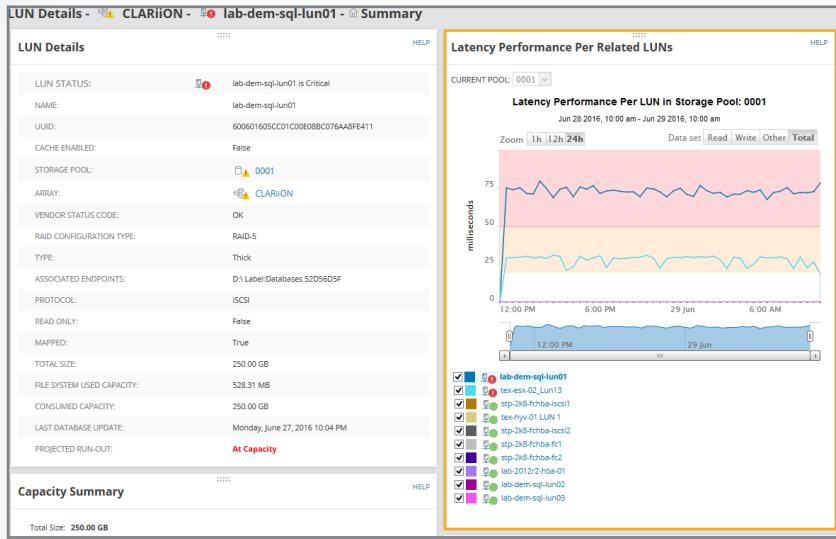 LUN Details - CLARiiON - lab-dem-sql-lun01 - Summary
LUN Details
HELP
LUN STATUS: lab-dem-sql-lun01 is Critical
NAME: lab-dem-sql-lun01
UUID: 600601605CC01C00E08BC076AA8FE411
CACHE ENABLED: False
STORAGE POOL: 0001
ARRAY: CLARiiON
VENDOR STATUS CODE: OK
RAID CONFIGURATION TYPE: RAID-5
TYPE: Thick
ASSOCIATED ENDPOINTS: D:\ Label:Databases 52D56D5F
PROTOCOL: iSCSI
READ ONLY: False
MAPPED: True
TOTAL SIZE: 250.00 GB
FILE SYSTEM USED CAPACITY: 528.31 MB
CONSUMED CAPACITY: 250.00 GB
LAST DATABASE UPDATE: Monday, June 27, 2016 10:04 PM
PROJECTED RUN-OUT: At Capacity
Capacity Summary
HELP
Total Size: 250.00 GB
Latency Performance Per Related LUNs
HELP
CURRENT POOL: 0001
Latency Performance Per LUN in Storage Pool: 0001
Jun 28 2016, 10:00 am - Jun 29 2016, 10:00 am
Zoom 1h 12h 24h
Data set Read Write Other Total
milliseconds
75
50
25
0
12:00 PM 6:00 PM 29 Jun 6:00 AM
12:00 PM 29 Jun
lab-dem-sql-lun01
tex-esx-02_Lun13
stp-2k8-fchba-iscsi1
tex-hyv-01 LUN 1
stp-2k8-fchba-iscsi2
stp-2k8-fchba-fc1
stp-2k8-fchba-fc2
lab-2012r2-hba-01
lab-dem-sql-lun02
lab-dem-sql-lun03